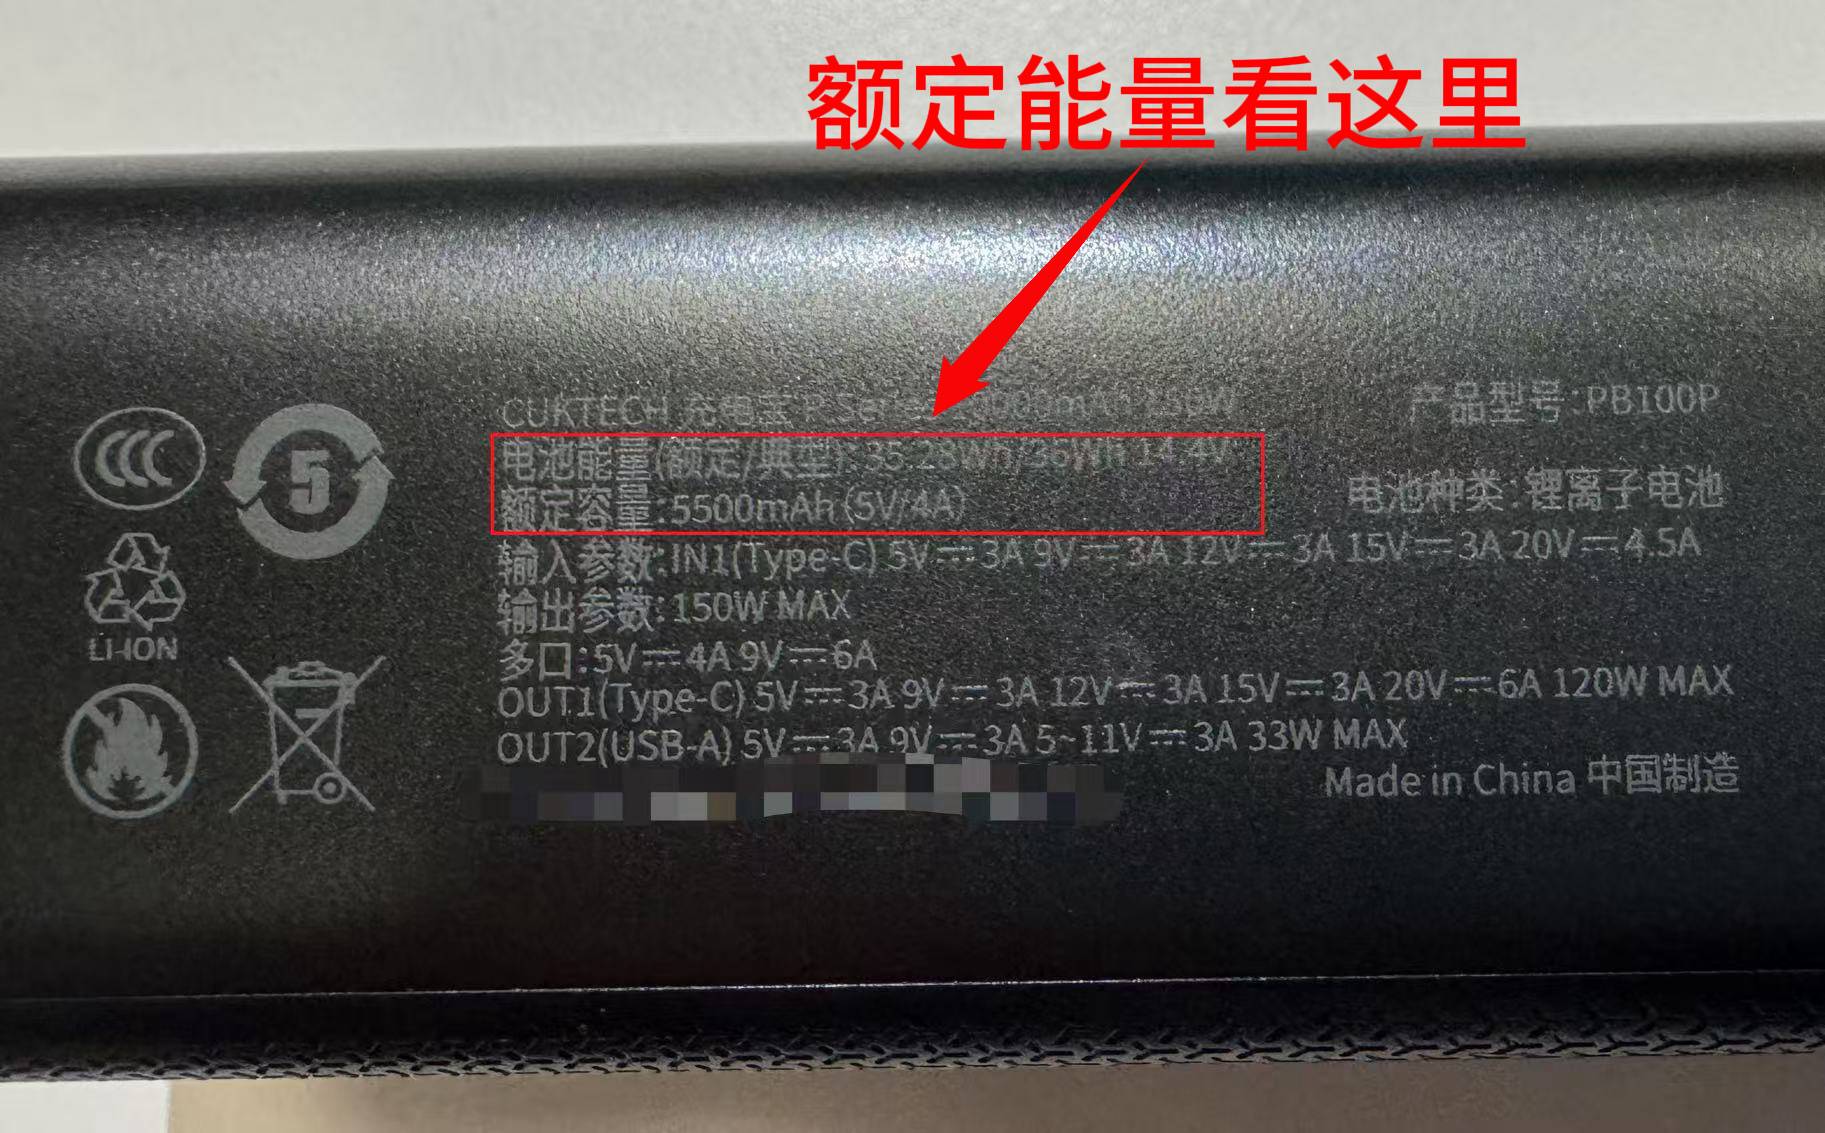 额定能量看这里
CUKTECH 充电宝
产品型号:PB100P
电池能量(额定/典型): 35.28Wh/36Wh 14.4V
额定容量:5500mAh (5V/4A)
电池种类:锂离子电池
输入参数:IN1(Type-C) 5V⎓3A 9V⎓3A 12V⎓3A 15V⎓3A 20V⎓4.5A
输出参数:150W MAX
多口:5V⎓4A 9V⎓6A
OUT1(Type-C) 5V⎓3A 9V⎓3A 12V⎓3A 15V⎓3A 20V⎓6A 120W MAX
OUT2(USB-A) 5V⎓3A 9V⎓3A 5~11V⎓3A 33W MAX
Made in China 中国制造
CCC
5
LI-ION